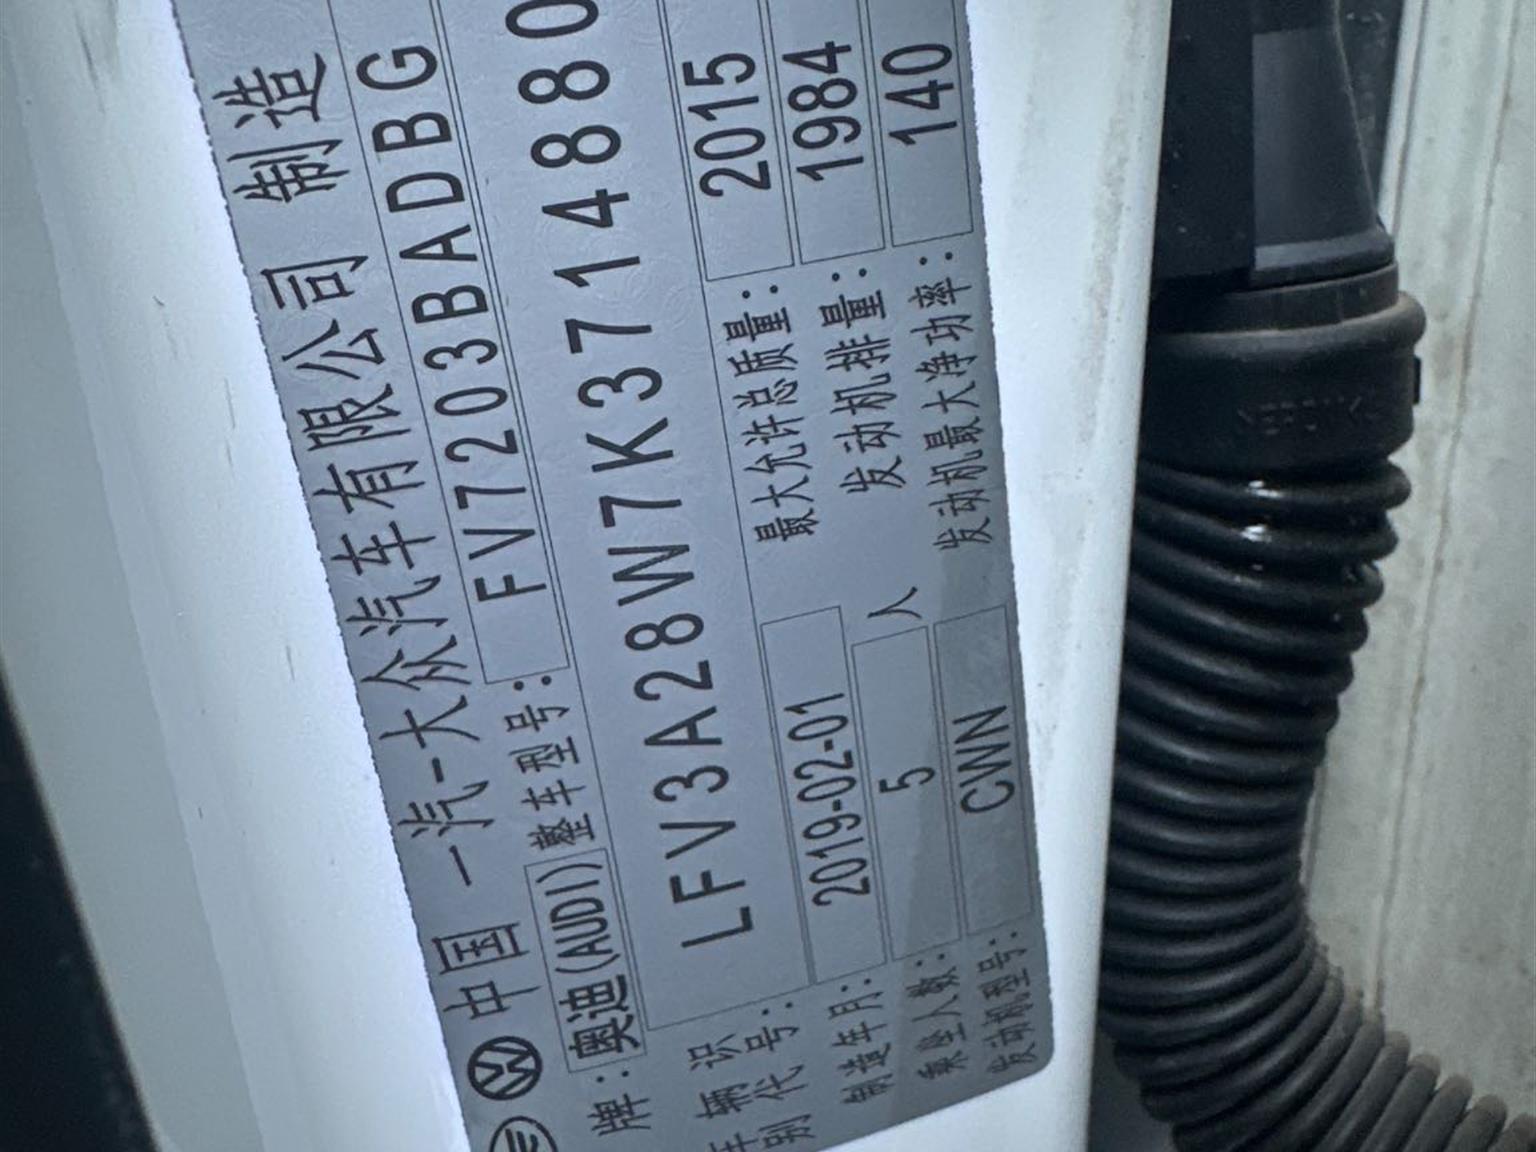 中国 一汽-大众汽车有限公司 制造
牌：奥迪(AUDI) 整车型号：FV7203BADBG
车辆识别代号：LFV3A28W7K3714880
制造年月：2019-02-01 最大允许总质量：2015
乘坐人数：5 人 发动机排量：1984
发动机型号：CWN 发动机最大净功率：140